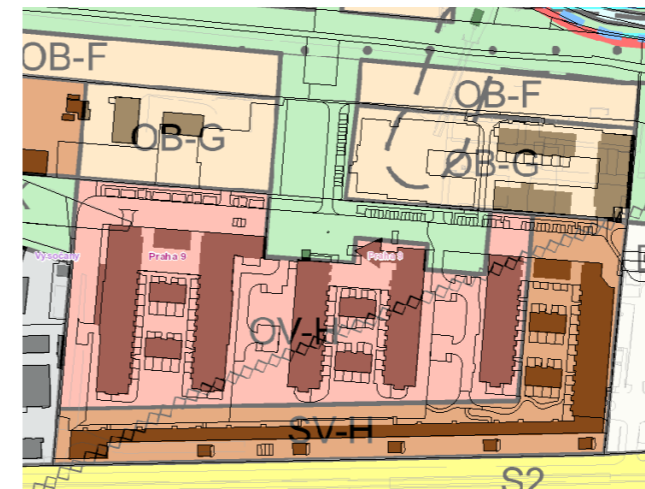 OB-F
OB-F
OB-G
OB-G
Vysočany
Praha 9
Praha 9
OV-H
SV-H
S2